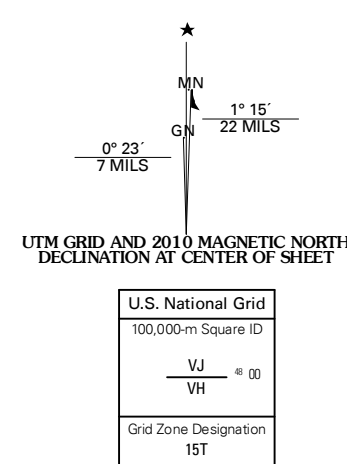 MN
1° 15´
22 MILS
GN
0° 23´
7 MILS
UTM GRID AND 2010 MAGNETIC NORTH
DECLINATION AT CENTER OF SHEET
U.S. National Grid
100,000-m Square ID
VJ
48 00
VH
Grid Zone Designation
15T